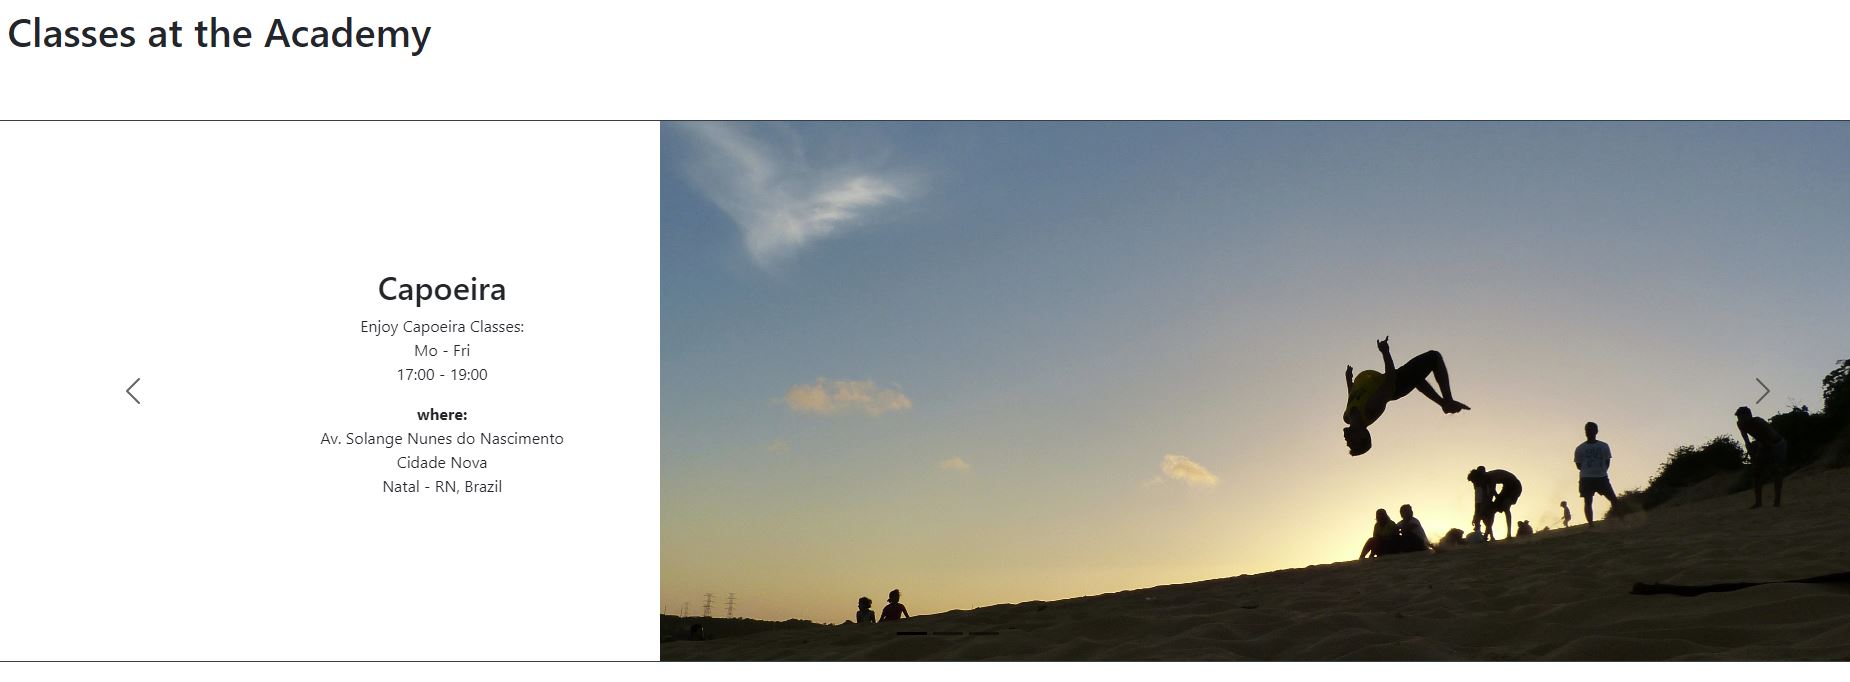 Classes at the Academy
Capoeira
Enjoy Capoeira Classes:
Mo - Fri
17:00 - 19:00
where:
Av. Solange Nunes do Nascimento
Cidade Nova
Natal - RN, Brazil